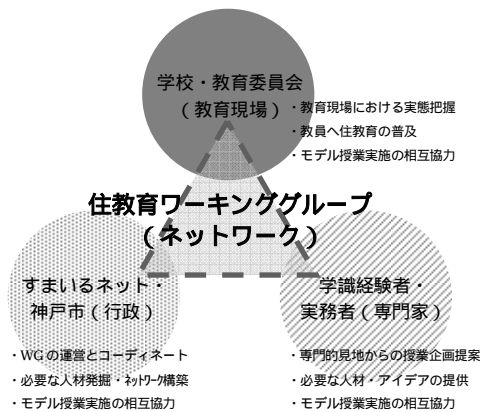 学校・教育委員会
（教育現場）
・教育現場における実態把握
・教員へ住教育の普及
・モデル授業実施の相互協力
住教育ワーキンググループ
（ネットワーク）
すまいるネット・
神戸市（行政）
・WGの運営とコーディネート
・必要な人材発掘・ﾈｯﾄﾜｰｸ構築
・モデル授業実施の相互協力
学識経験者・
実務者（専門家）
・専門的見地からの授業企画提案
・必要な人材・アイデアの提供
・モデル授業実施の相互協力